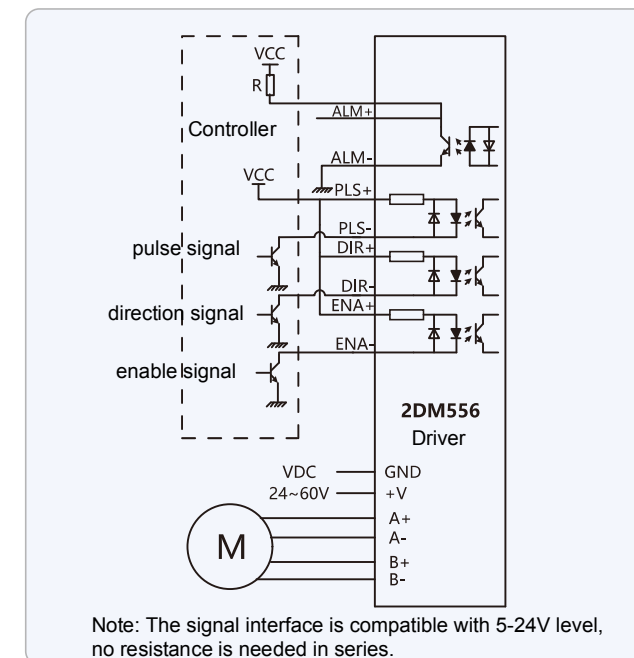 VCC
R
ALM+
Controller
ALM-
VCC
PLS+
PLS-
pulse signal
DIR+
DIR-
direction signal
ENA+
ENA-
enable signal
2DM556
Driver
VDC
GND
24~60V
+V
A+
M
A-
B+
B-
Note: The signal interface is compatible with 5-24V level,
no resistance is needed in series.